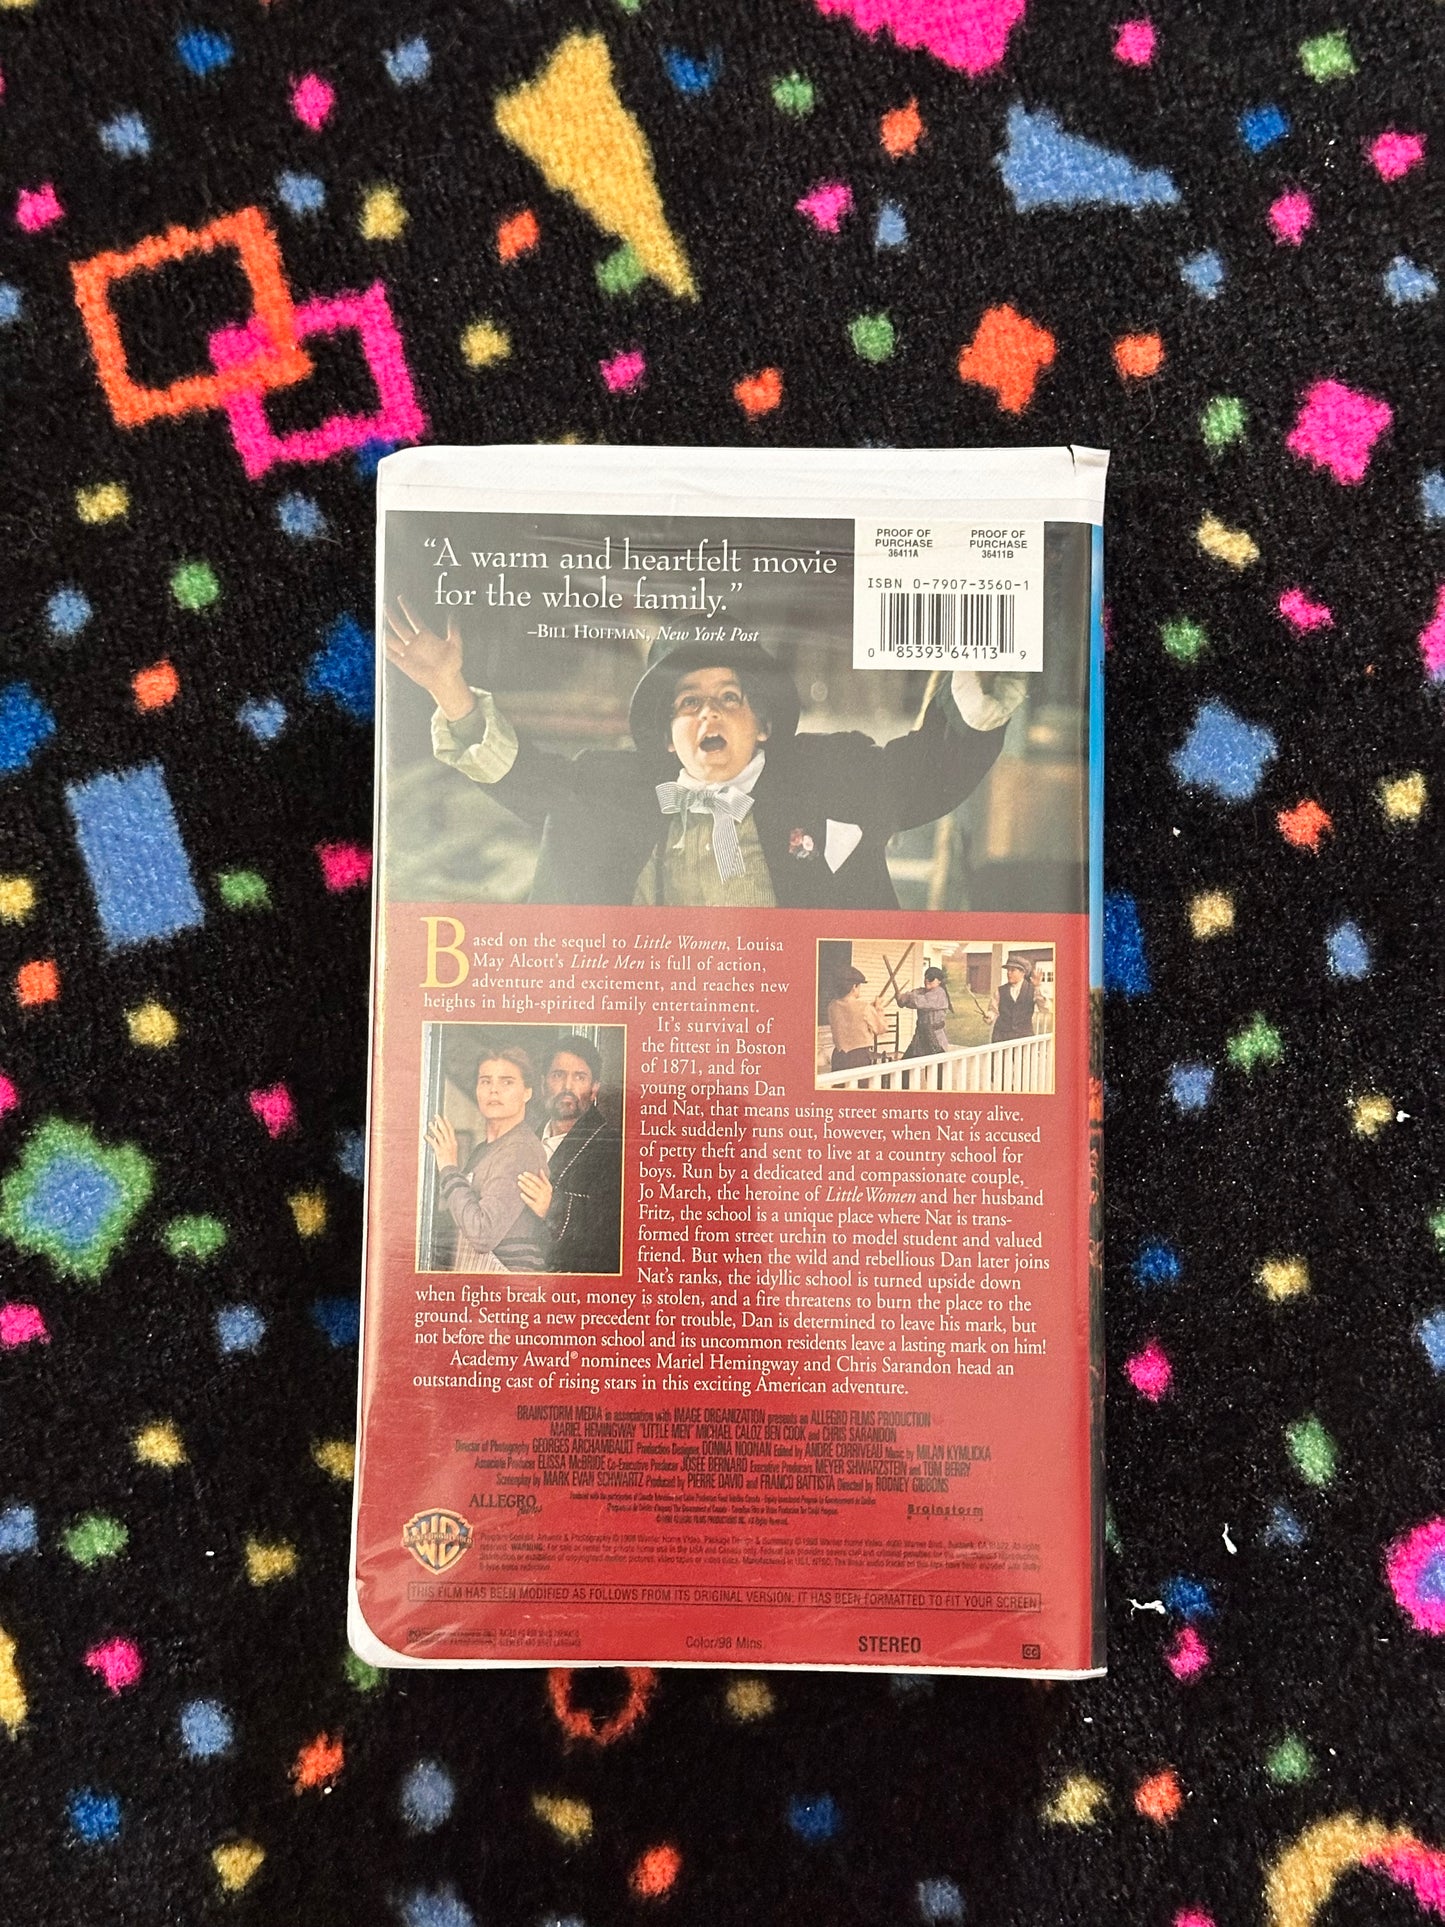 “A warm and heartfelt movie
for the whole family.”
–BILL HOFFMAN, New York Post
PROOF OF PURCHASE 36411A
PROOF OF PURCHASE 36411B
ISBN 0-7907-3560-1
0 85393 64113 9
Based on the sequel to Little Women, Louisa
May Alcott's Little Men is full of action,
adventure and excitement, and reaches new
heights in high-spirited family entertainment.
It's survival of
the fittest in Boston
of 1871, and for
young orphans Dan
and Nat, that means using street smarts to stay alive.
Luck suddenly runs out, however, when Nat is accused
of petty theft and sent to live at a country school for
boys. Run by a dedicated and compassionate couple,
Jo March, the heroine of Little Women and her husband
Fritz, the school is a unique place where Nat is trans-
formed from street urchin to model student and valued
friend. But when the wild and rebellious Dan later joins
Nat's ranks, the idyllic school is turned upside down
when fights break out, money is stolen, and a fire threatens to burn the place to the
ground. Setting a new precedent for trouble, Dan is determined to leave his mark, but
not before the uncommon school and its uncommon residents leave a lasting mark on him!
Academy Award® nominees Mariel Hemingway and Chris Sarandon head an
outstanding cast of rising stars in this exciting American adventure.
BRAINSTORM MEDIA in association with IMAGE ORGANIZATION presents an ALLEGRO FILMS PRODUCTION
MARIEL HEMINGWAY "LITTLE MEN" MICHAEL CALOZ BEN COOK and CHRIS SARANDON
Director of Photography GEORGES ARCHAMBAULT Production Designer DONNA NOONAN Edited by ANDRE CORRIVEAU Music by MILAN KYMLICKA
Associate Producer ELISSA McBRIDE Co-Executive Producer JOSEE BERNARD Executive Producers MEYER SHWARZSTEIN and TOM BERRY
Screenplay by MARK EVAN SCHWARTZ Produced by PIERRE DAVID and FRANCO BATTISTA Directed by RODNEY GIBBONS
ALLEGRO
Brainstorm
WB
THIS FILM HAS BEEN MODIFIED AS FOLLOWS FROM ITS ORIGINAL VERSION: IT HAS BEEN FORMATTED TO FIT YOUR SCREEN
PG
Color/98 Mins.
STEREO
CC